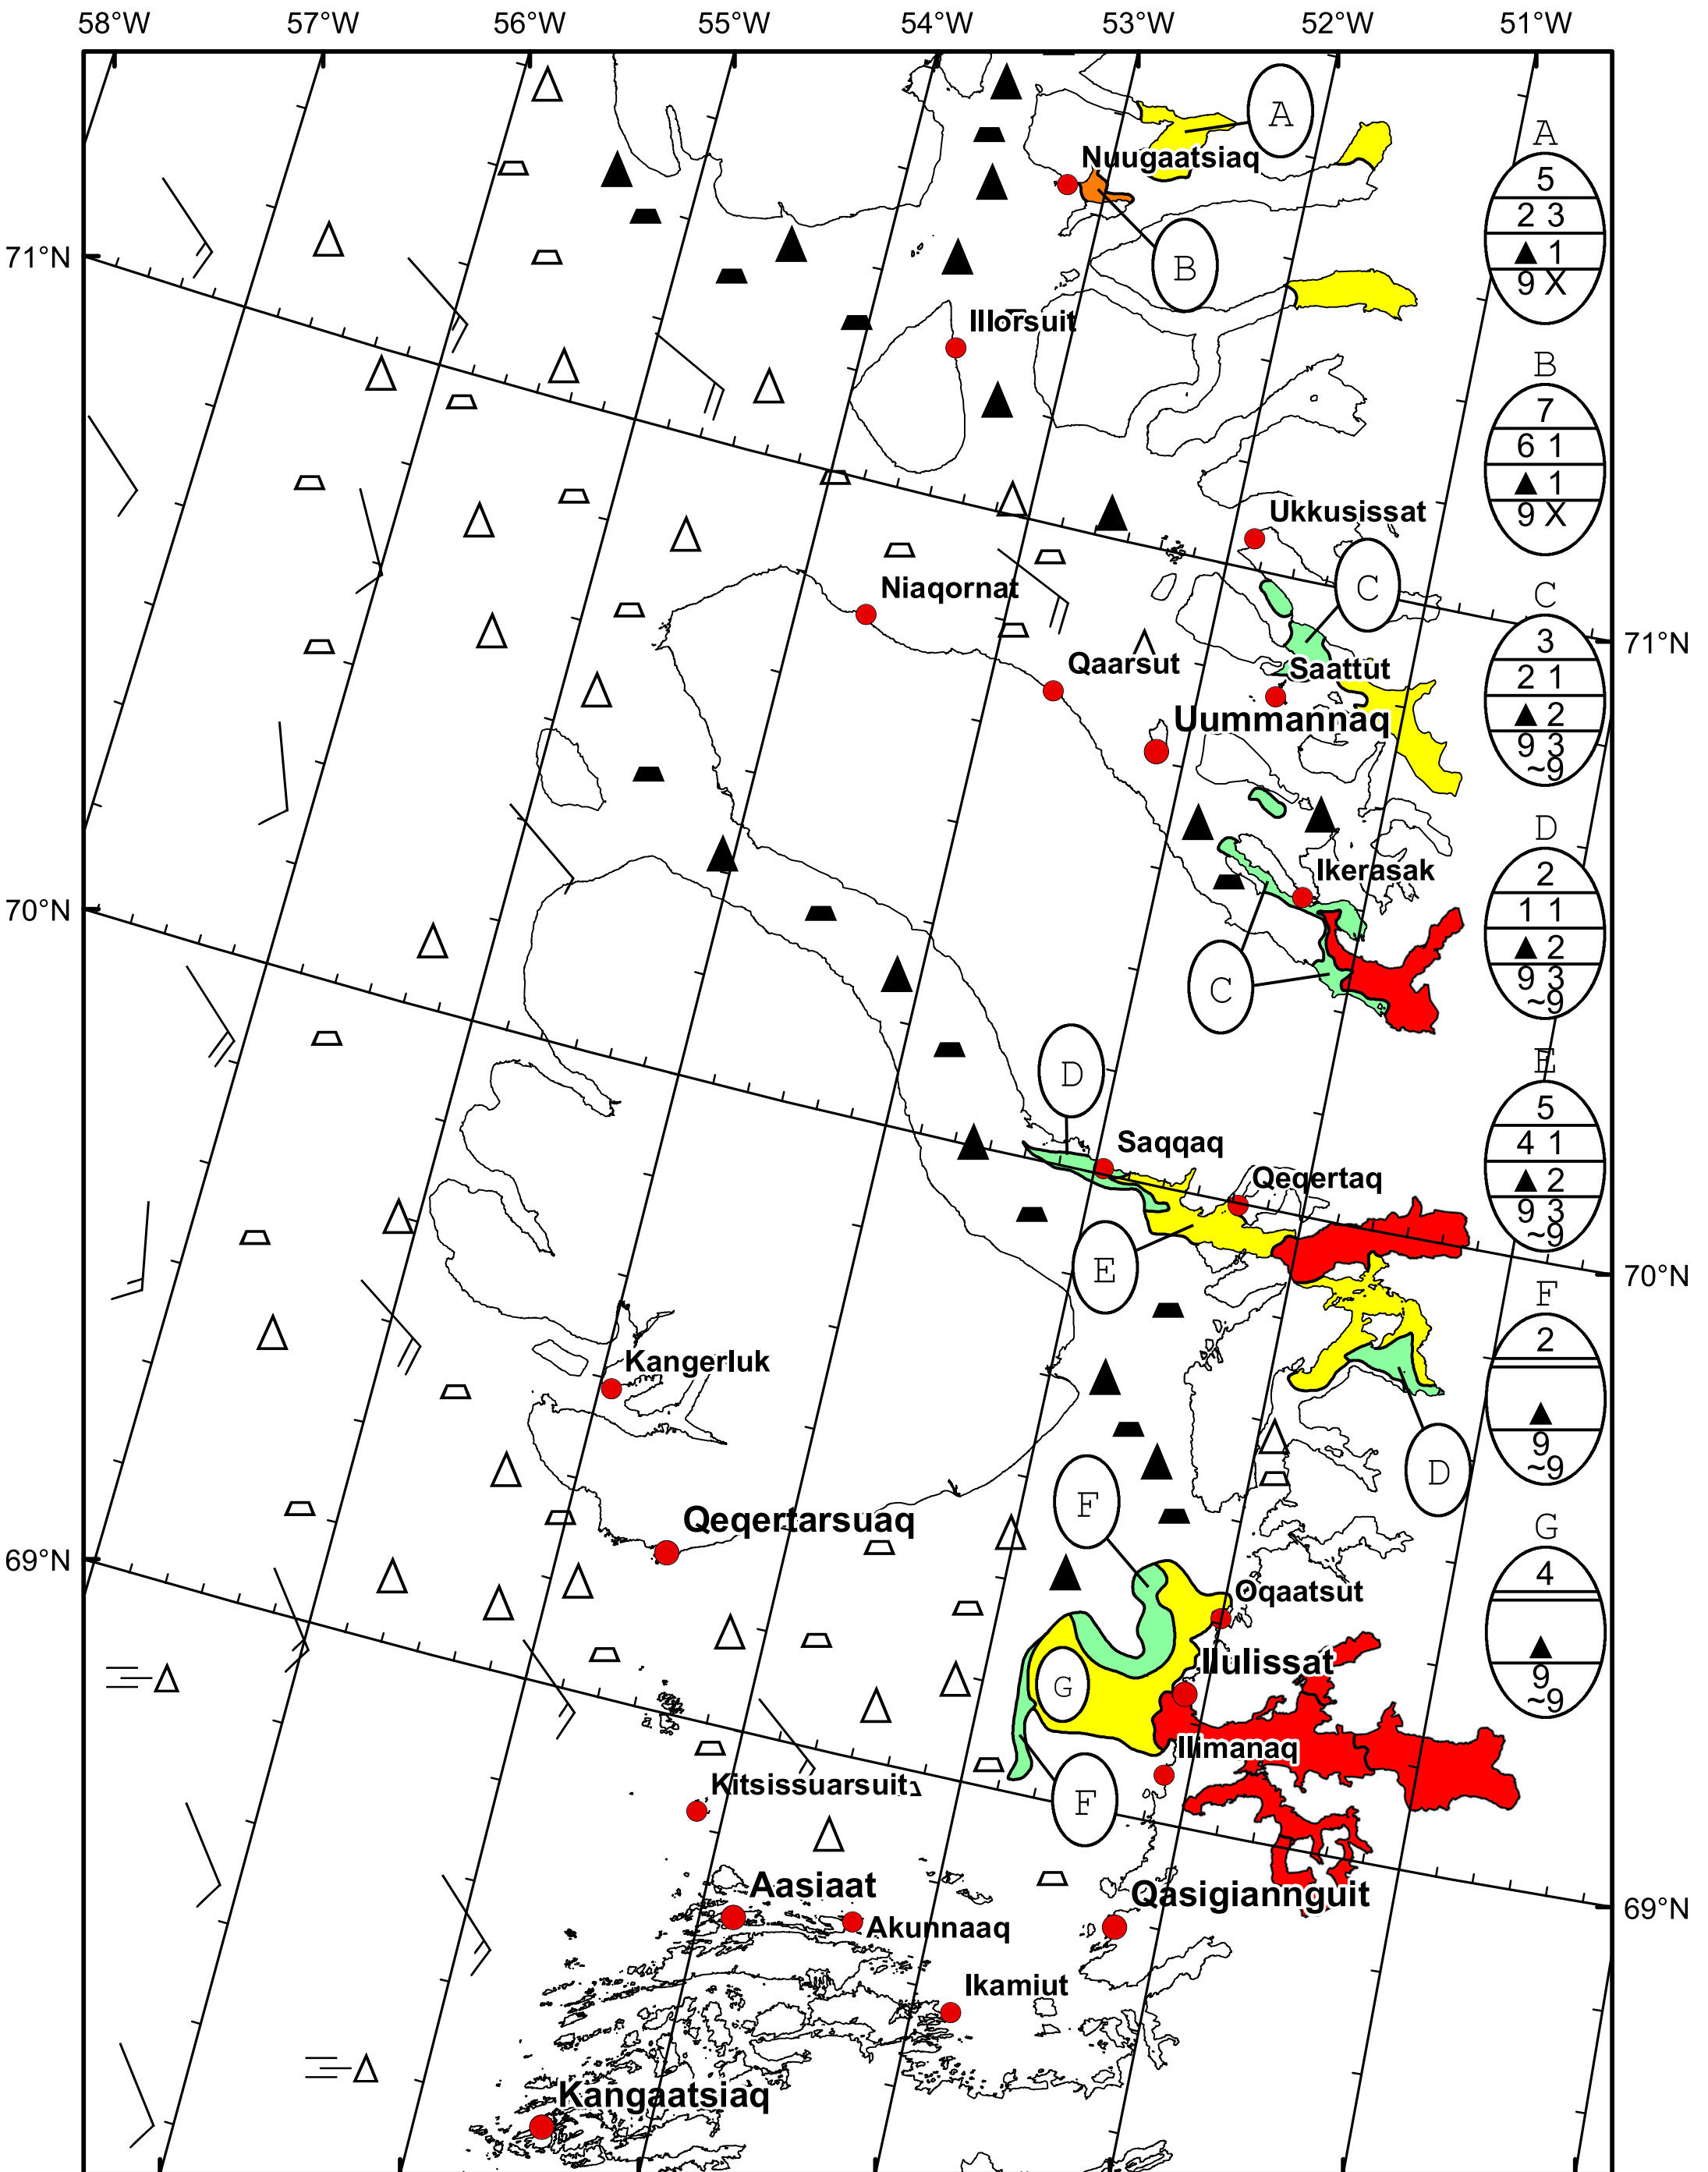 58°W 57°W 56°W 55°W 54°W 53°W 52°W 51°W
A
A
5
Nuugaatsiaq
2 3
▲ 1
71°N
B
9 X
Illorsuit
B
7
6 1
▲ 1
9 X
Ukkusissat
C
Niaqornat
C
3
71°N
Qaarsut
Saattut
2 1
Uummannaq
▲ 2
9 3
~9
D
Ikerasak
2
70°N
1 1
▲ 2
C
9 3
~9
D
E
5
Saqqaq
4 1
Qeqertaq
▲ 2
9 3
~9
E
70°N
F
2
Kangerluk
▲
9
~9
D
F
Qeqertarsuaq
G
69°N
4
Oqaatsut
▲
Ilulissat
G
9
~9
Ilimanaq
Kitsissuarsuit
F
Aasiaat
Qasigiannguit
69°N
Akunnaaq
Ikamiut
Kangaatsiaq